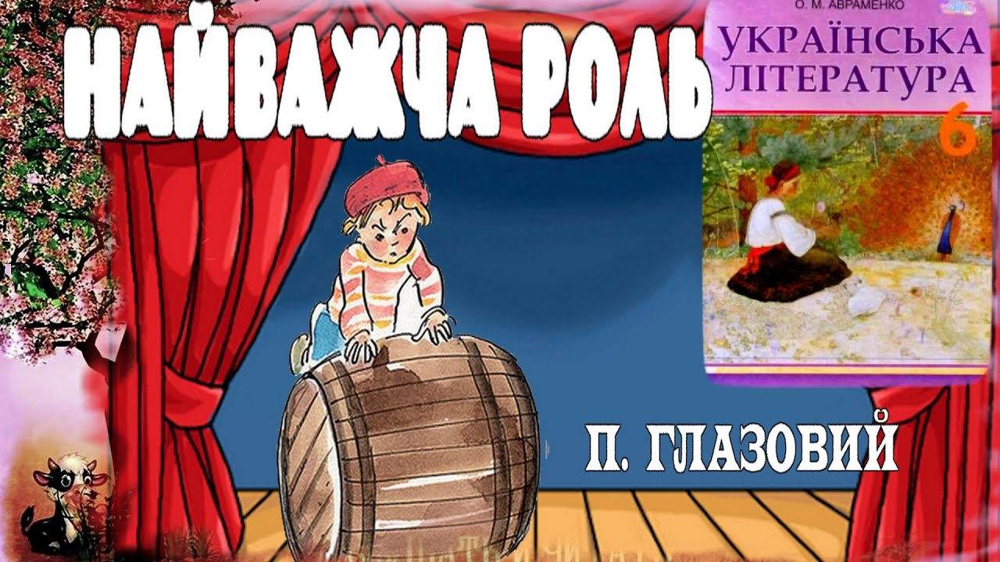 НАЙВАЖЧА РОЛЬ
О. М. АВРАМЕНКО
УКРАЇНСЬКА
ЛІТЕРАТУРА
6
П. ГЛАЗОВИЙ